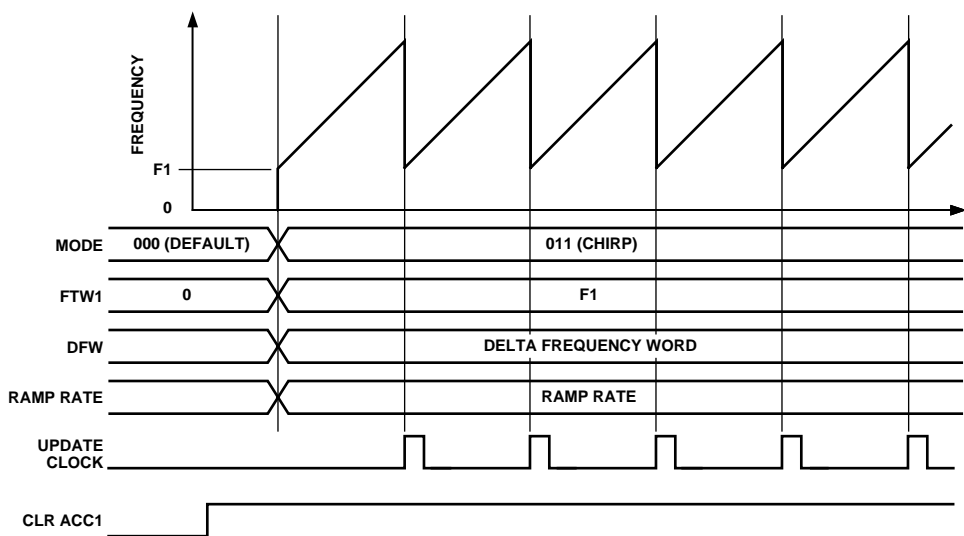 FREQUENCY
F1
0
MODE 000 (DEFAULT) 011 (CHIRP)
FTW1 0 F1
DFW DELTA FREQUENCY WORD
RAMP RATE RAMP RATE
UPDATE
CLOCK
CLR ACC1